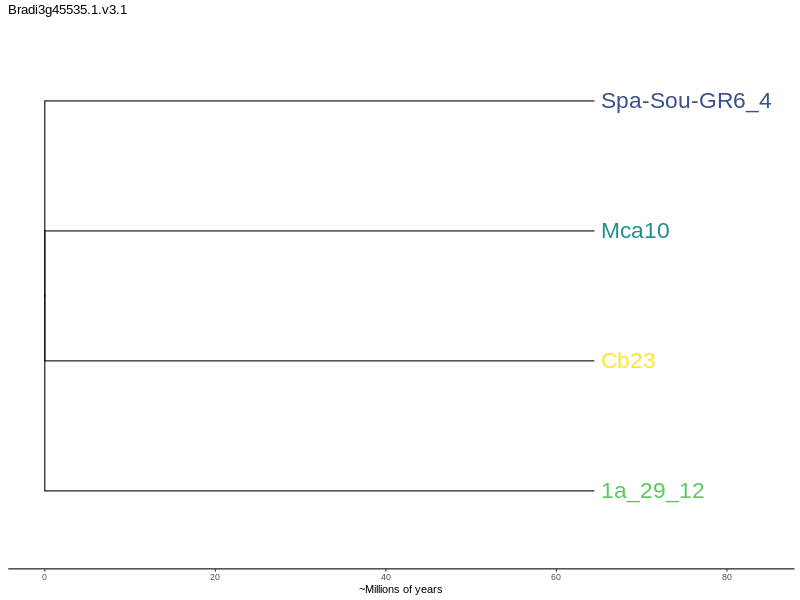 Bradi3g45535.1.v3.1
Spa-Sou-GR6_4
Mca10
Cb23
1a_29_12
0 20 40 60 80
~Millions of years